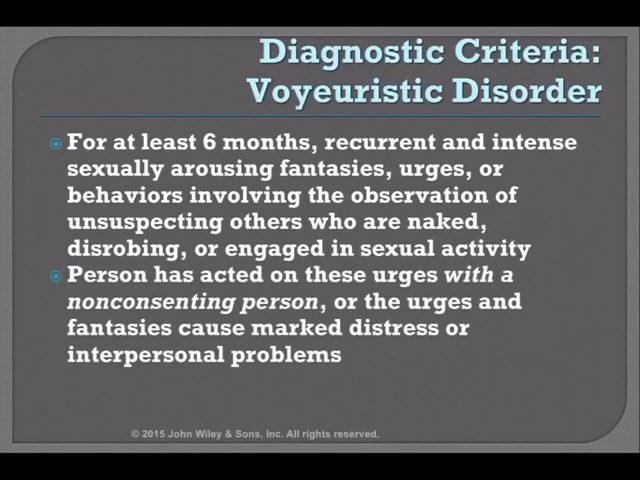 Diagnostic Criteria:
Voyeuristic Disorder
For at least 6 months, recurrent and intense
sexually arousing fantasies, urges, or
behaviors involving the observation of
unsuspecting others who are naked,
disrobing, or engaged in sexual activity
Person has acted on these urges with a
nonconsenting person, or the urges and
fantasies cause marked distress or
interpersonal problems
© 2015 John Wiley & Sons, Inc. All rights reserved.